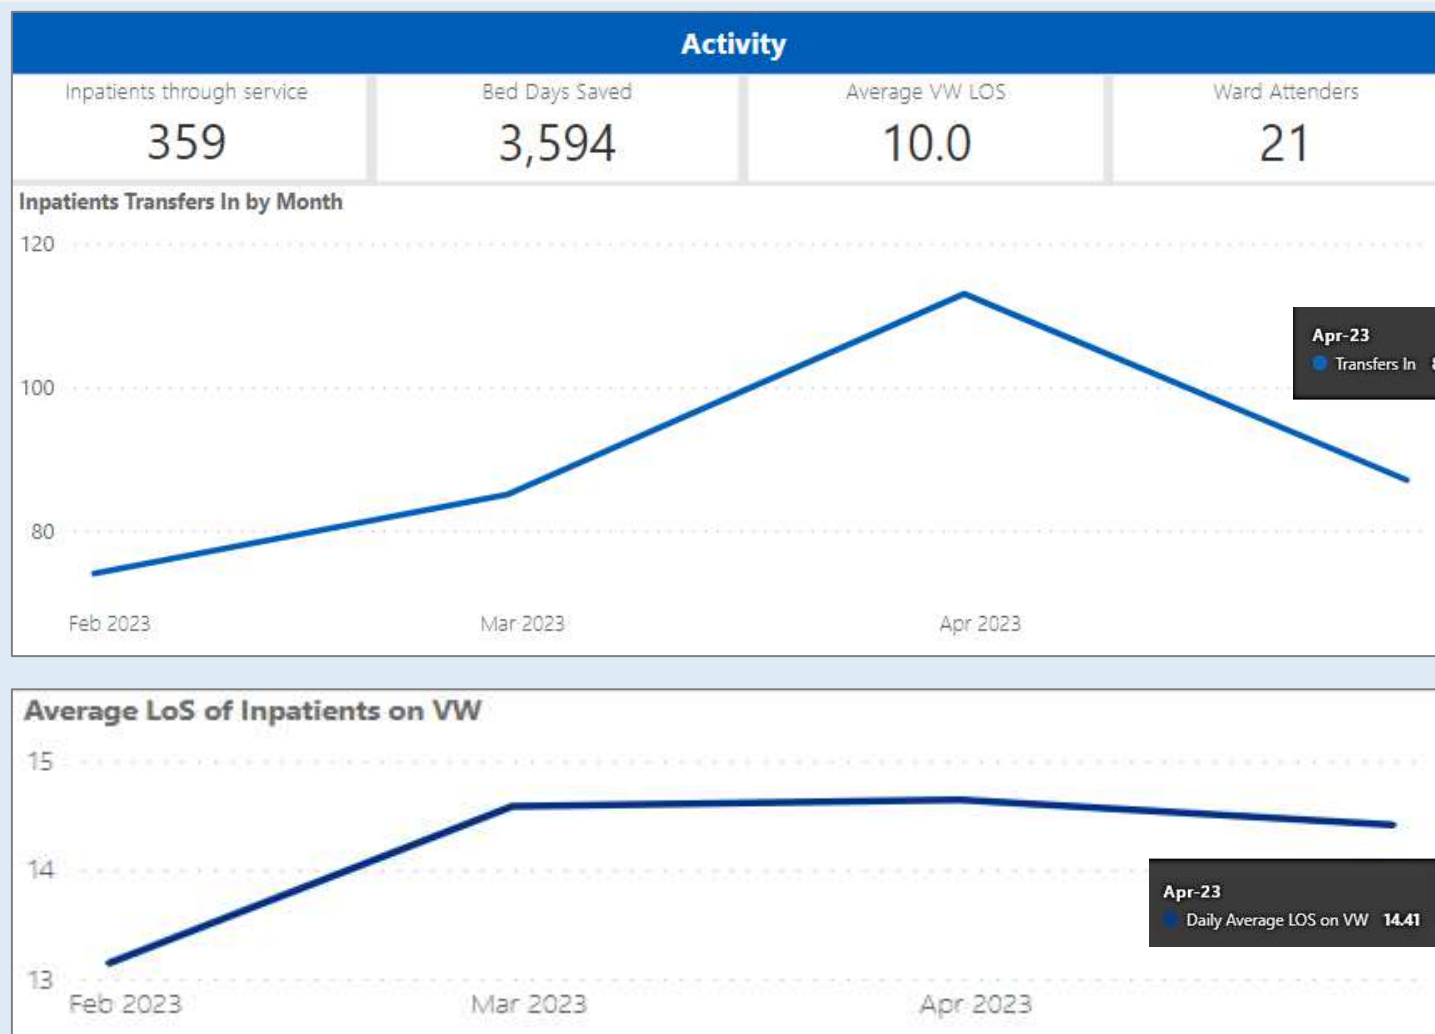 Activity
Inpatients through service
359
Bed Days Saved
3,594
Average VW LOS
10.0
Ward Attenders
21
Inpatients Transfers In by Month
120
100
80
Apr-23
Transfers In
Feb 2023 Mar 2023 Apr 2023
Average LoS of Inpatients on VW
15
14
13
Apr-23
Daily Average LOS on VW 14.41
Feb 2023 Mar 2023 Apr 2023